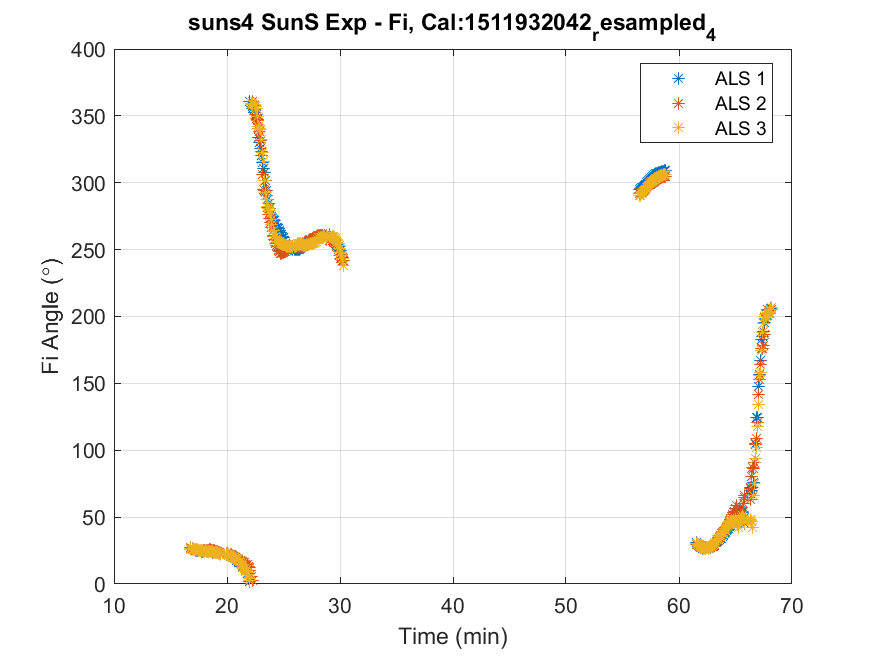 suns4 SunS Exp - Fi, Cal:1511932042resampled4
400
350
300
250
200
150
100
50
0
10 20 30 40 50 60 70
Fi Angle (°)
Time (min)
ALS 1
ALS 2
ALS 3